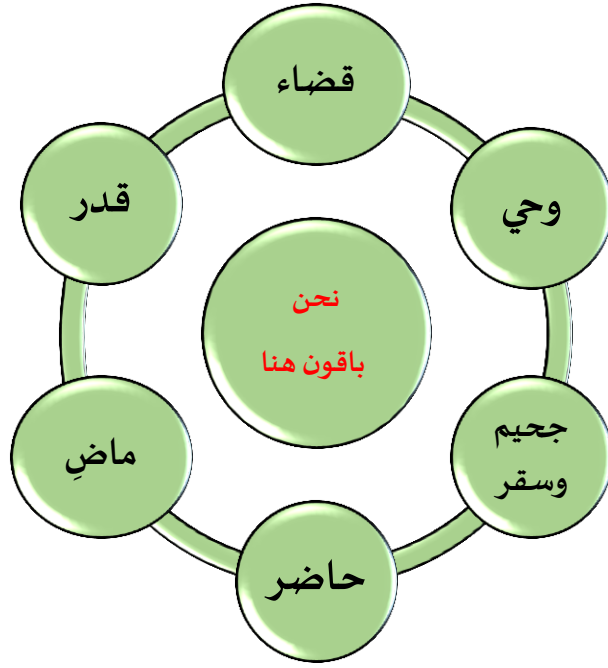 قضاء
وحي
قدر
نحن
باقون هنا
جحيم
وسقر
ماضِ
حاضر